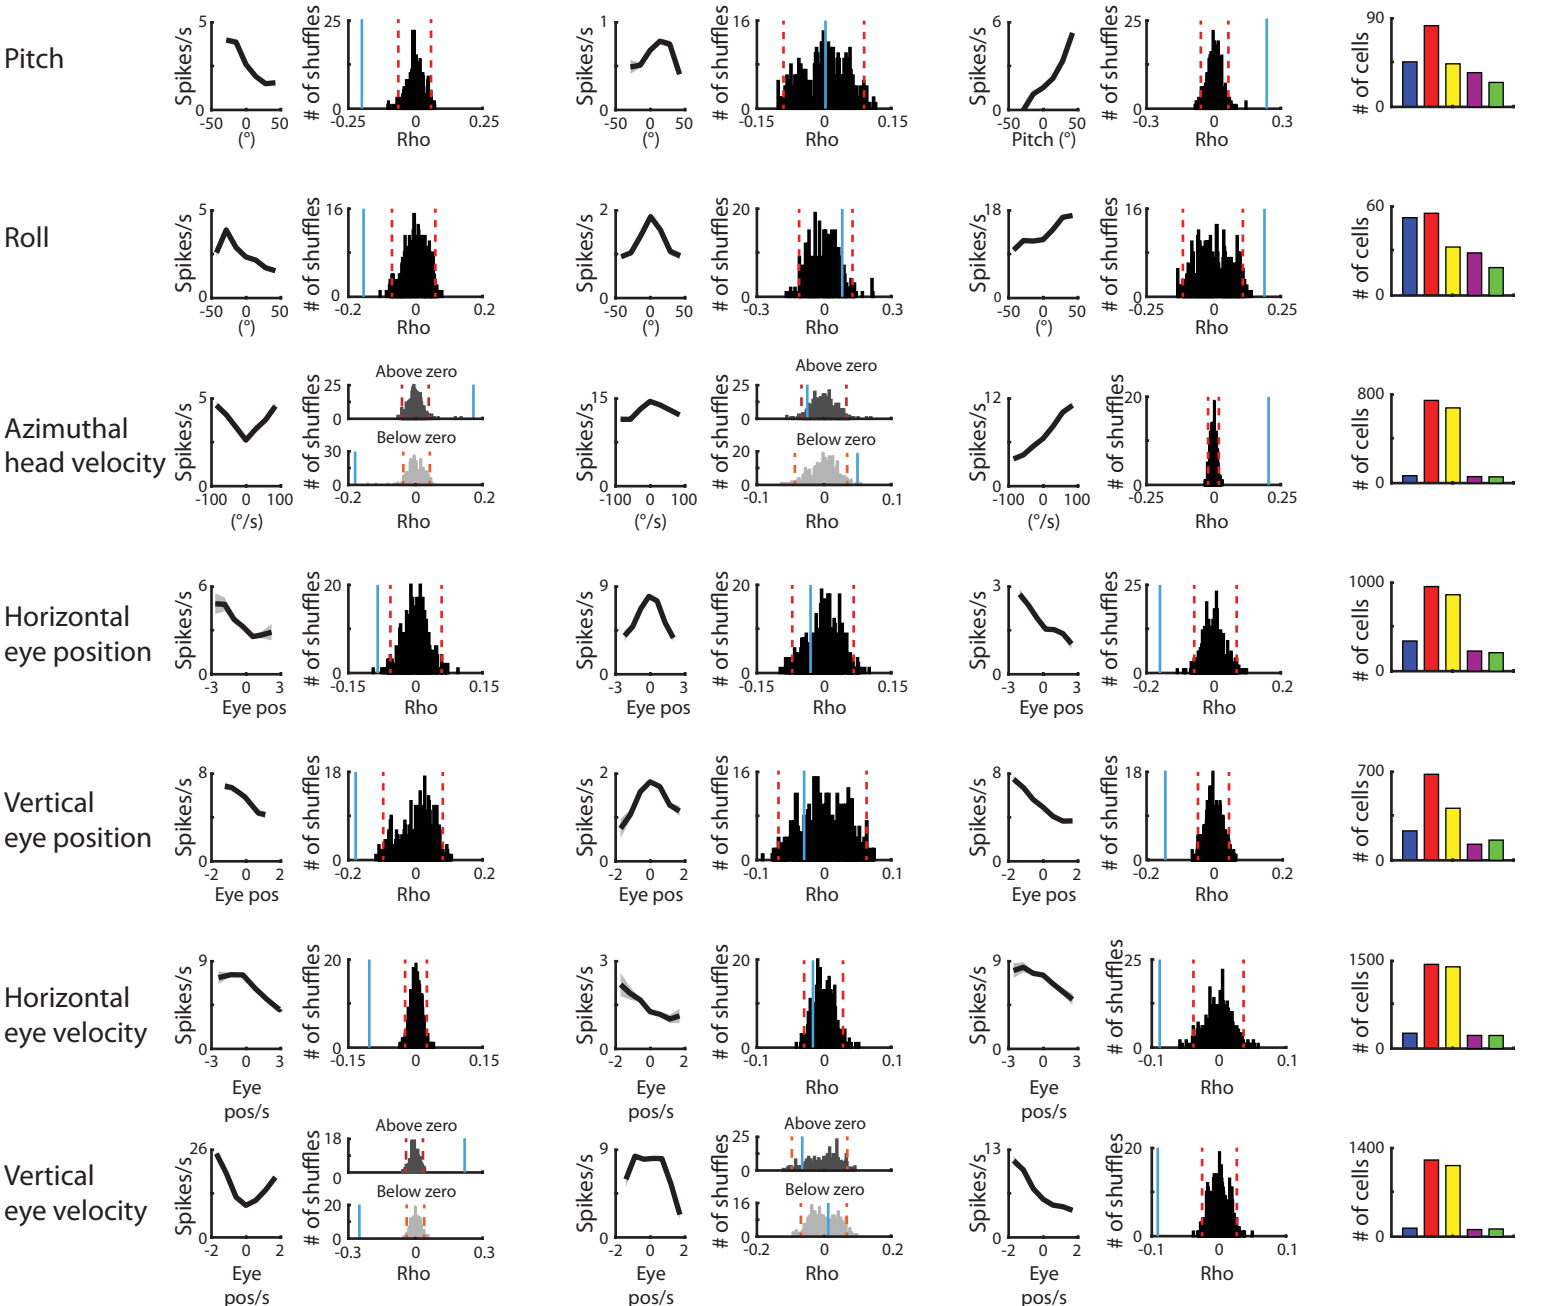 Pitch
Spikes/s
5
0
-50 0 50
(°)
# of shuffles
25
0
-0.25 0.25
Rho
Spikes/s
1
0
-50 0 50
(°)
# of shuffles
16
0
-0.15 0.15
Rho
Spikes/s
6
0
-50 0 50
Pitch (°)
# of shuffles
25
0
-0.3 0 0.3
Rho
# of cells
90
0
Roll
Spikes/s
5
0
-50 0 50
(°)
# of shuffles
16
0
-0.2 0 0.2
Rho
Spikes/s
2
0
-50 0 50
(°)
# of shuffles
20
0
-0.3 0 0.3
Rho
Spikes/s
18
0
-50 0 50
(°)
# of shuffles
16
0
-0.25 0 0.25
Rho
# of cells
60
0
Azimuthal
head velocity
Spikes/s
5
0
-100 0 100
(°/s)
# of shuffles
Above zero
25
0
Below zero
30
0
-0.2 0 0.2
Rho
Spikes/s
15
0
-100 0 100
(°/s)
# of shuffles
Above zero
25
0
Below zero
20
0
-0.1 0 0.1
Rho
Spikes/s
12
0
-100 0 100
(°/s)
# of shuffles
20
0
-0.25 0 0.25
Rho
# of cells
800
0
Horizontal
eye position
Spikes/s
6
0
-3 0 3
Eye pos
# of shuffles
20
0
-0.15 0 0.15
Rho
Spikes/s
9
0
-3 0 3
Eye pos
# of shuffles
20
0
-0.15 0 0.15
Rho
Spikes/s
3
0
-3 0 3
Eye pos
# of shuffles
25
0
-0.2 0 0.2
Rho
# of cells
1000
0
Vertical
eye position
Spikes/s
8
0
-2 0 2
Eye pos
# of shuffles
18
0
-0.2 0 0.2
Rho
Spikes/s
2
0
-2 0 2
Eye pos
# of shuffles
16
0
-0.1 0 0.1
Rho
Spikes/s
8
0
-2 0 2
Eye pos
# of shuffles
18
0
-0.2 0 0.2
Rho
# of cells
700
0
Horizontal
eye velocity
Spikes/s
9
0
-3 0 3
Eye
pos/s
# of shuffles
20
0
-0.15 0 0.15
Rho
Spikes/s
3
0
-2 0 2
Eye
pos/s
# of shuffles
20
0
-0.1 0 0.1
Rho
Spikes/s
9
0
-3 0 3
Eye
pos/s
# of shuffles
25
0
-0.1 0 0.1
Rho
# of cells
1500
0
Vertical
eye velocity
Spikes/s
26
0
-2 0 2
Eye
pos/s
# of shuffles
Above zero
18
0
Below zero
20
0
-0.3 0 0.3
Rho
Spikes/s
9
0
-2 0 2
Eye
pos/s
# of shuffles
Above zero
25
0
Below zero
16
0
-0.2 0 0.2
Rho
Spikes/s
13
0
-2 0 2
Eye
pos/s
# of shuffles
20
0
-0.1 0 0.1
Rho
# of cells
1400
0